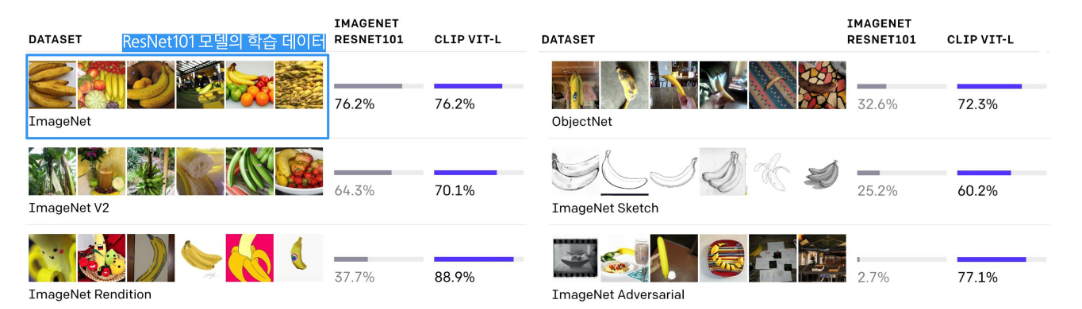 DATASET
ResNet101 모델의 학습 데이터
IMAGENET
RESNET101
CLIP VIT-L
ImageNet
76.2%
76.2%
ImageNet V2
64.3%
70.1%
ImageNet Rendition
37.7%
88.9%
DATASET
IMAGENET
RESNET101
CLIP VIT-L
ObjectNet
32.6%
72.3%
ImageNet Sketch
25.2%
60.2%
ImageNet Adversarial
2.7%
77.1%